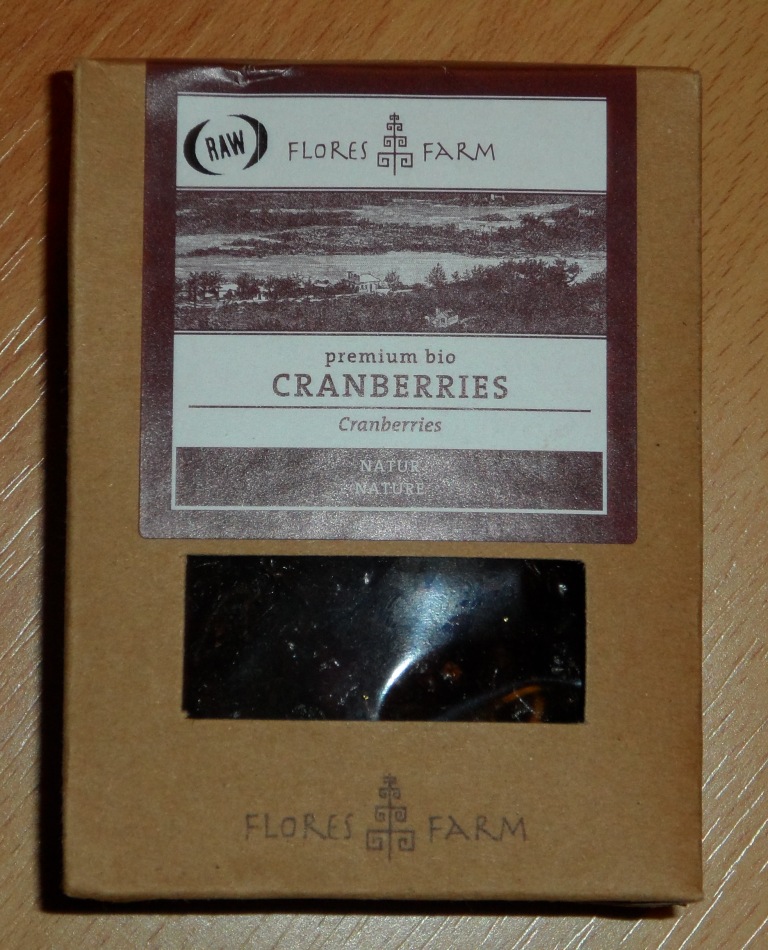 RAW
FLORES FARM
premium bio
CRANBERRIES
Cranberries
NATUR
NATURE
FLORES FARM